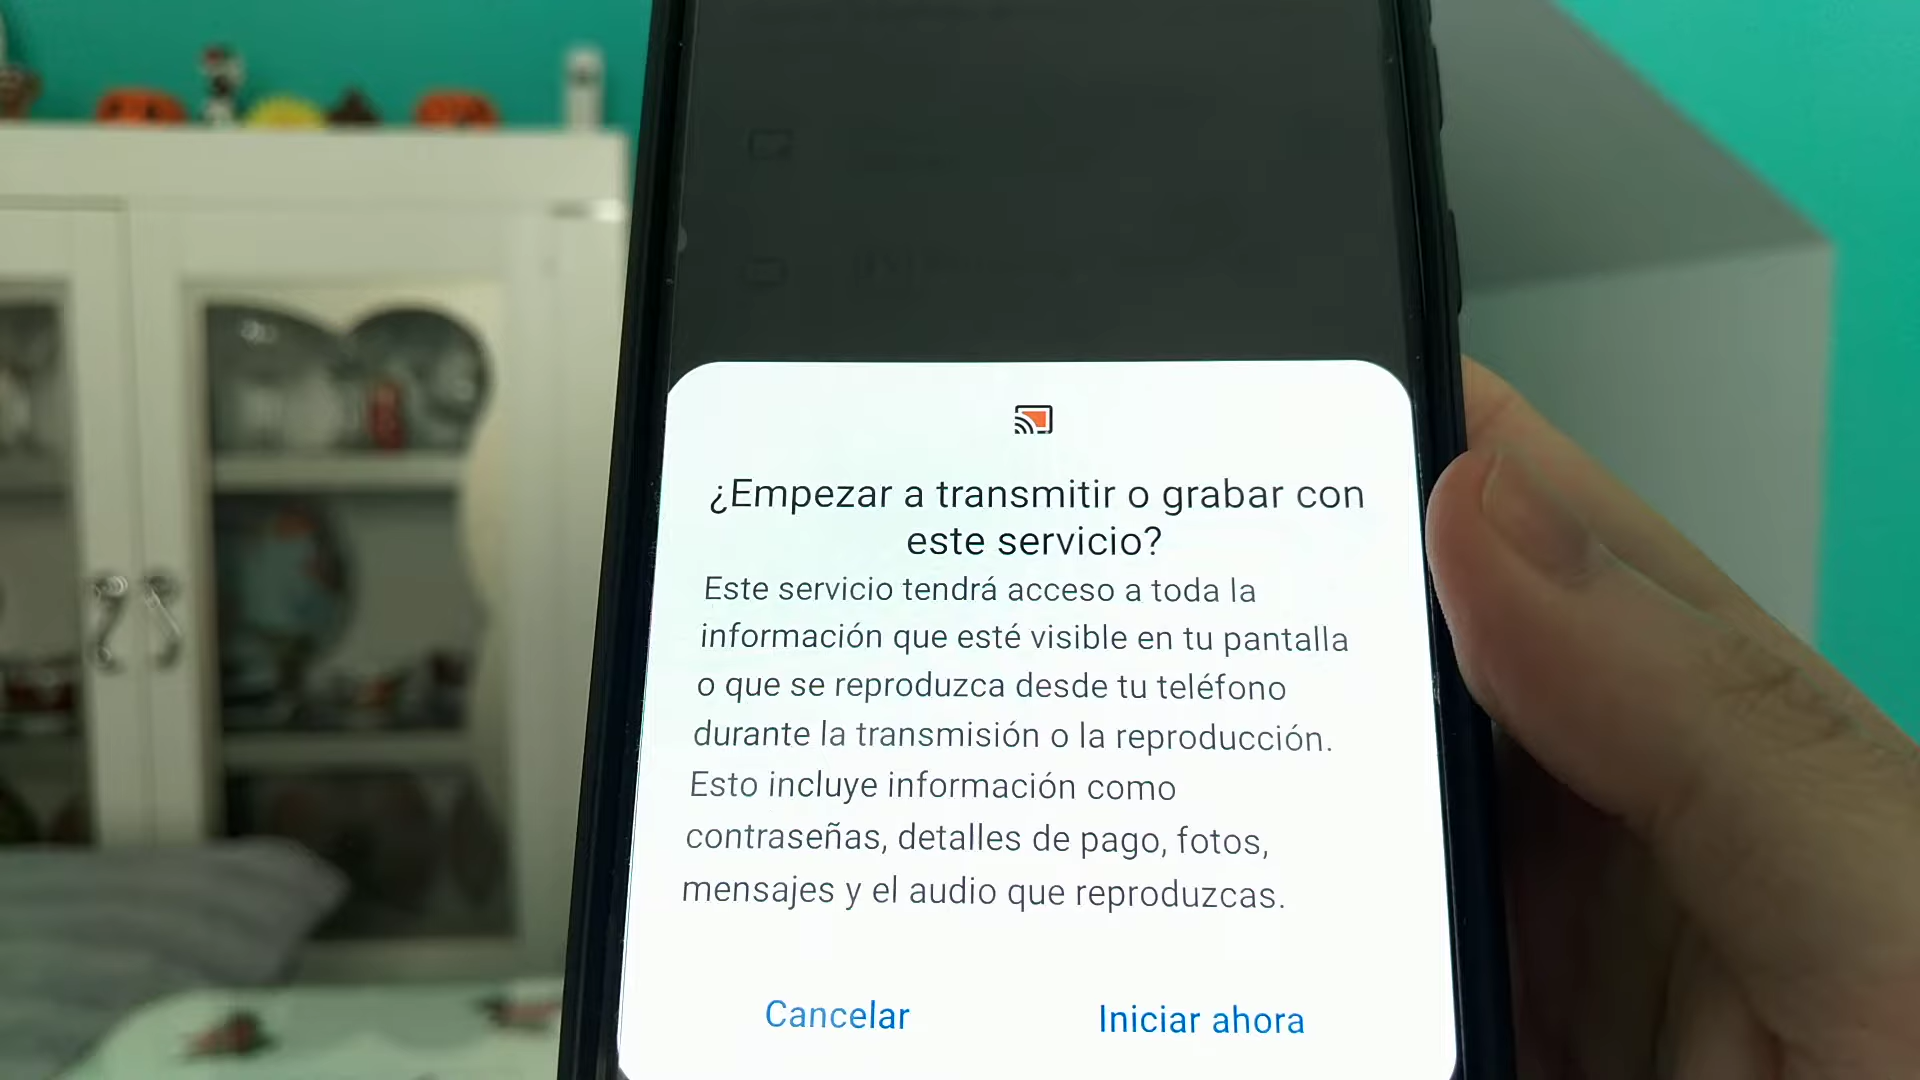 ¿Empezar a transmitir o grabar con
este servicio?
Este servicio tendrá acceso a toda la
información que esté visible en tu pantalla
o que se reproduzca desde tu teléfono
durante la transmisión o la reproducción.
Esto incluye información como
contraseñas, detalles de pago, fotos,
mensajes y el audio que reproduzcas.
Cancelar
Iniciar ahora